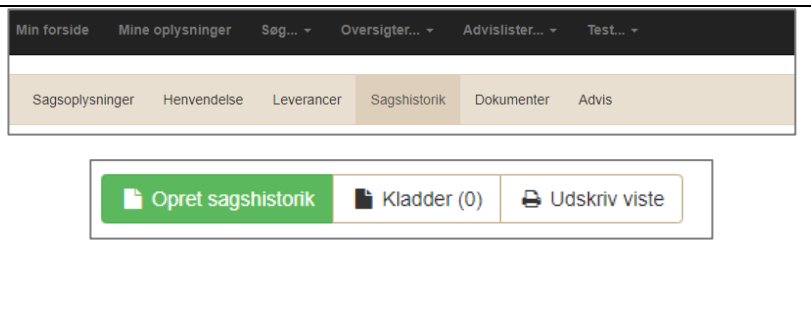 Min forside Mine oplysninger Søg... Oversigter... Advislister... Test...
Sagsoplysninger Henvendelse Leverancer Sagshistorik Dokumenter Advis
Opret sagshistorik Kladder (0) Udskriv viste